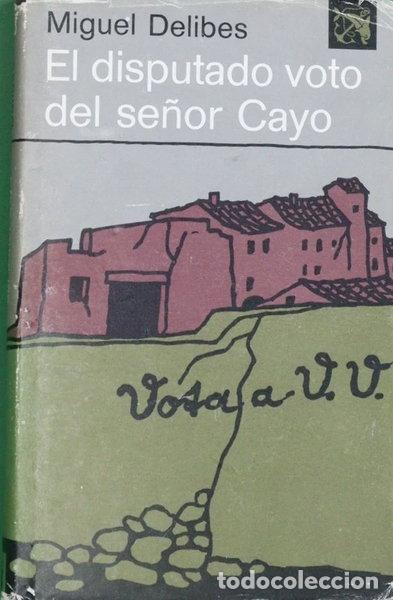 Miguel Delibes
El disputado voto
del señor Cayo
Vota a V. V.
todocoleccion